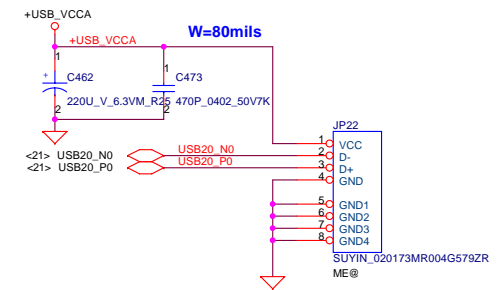 +USB_VCCA
+USB_VCCA
W=80mils
1
1
+
C462
C473
220U_V_6.3VM_R25
470P_0402_50V7K
2
2
JP22
<21> USB20_N0
USB20_N0
<21> USB20_P0
USB20_P0
1 VCC
2 D-
3 D+
4 GND
5 GND1
6 GND2
7 GND3
8 GND4
SUYIN_020173MR004G579ZR
ME@